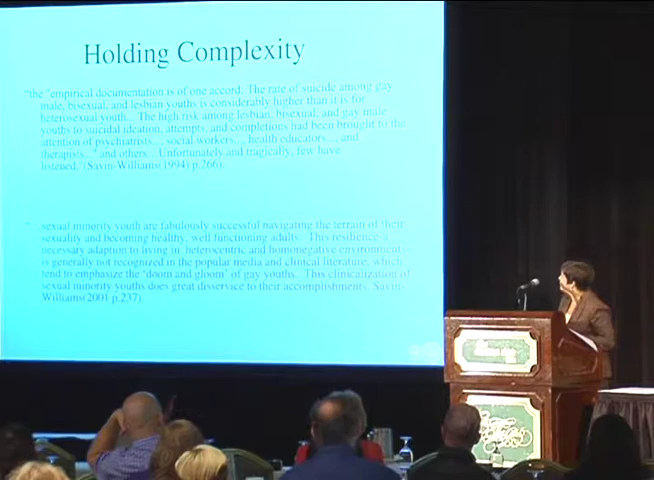 Holding Complexity
"the "empirical documentation is of one accord: The rate of suicide among gay
male, bisexual, and lesbian youths is considerably higher than it is for
heterosexual youth... The high risk among lesbian, bisexual, and gay male
youths to suicidal ideation, attempts, and completions had been brought to the
attention of psychiatrists..., social workers..., health educators..., and
therapists..." and others...Unfortunately and tragically, few have
listened." (Savin-Williams(1994) p.266).
"... sexual minority youth are fabulously successful navigating the terrain of their
sexuality and becoming healthy, well functioning adults. This resilience a
necessary adaption to living in heterocentric and homonegative environments
is generally not recognized in the popular media and clinical literature, which
tend to emphasize the 'doom and gloom' of gay youths. This clinicalization of
sexual minority youths does great disservice to their accomplishments. Savin-
Williams(2001 p.237).